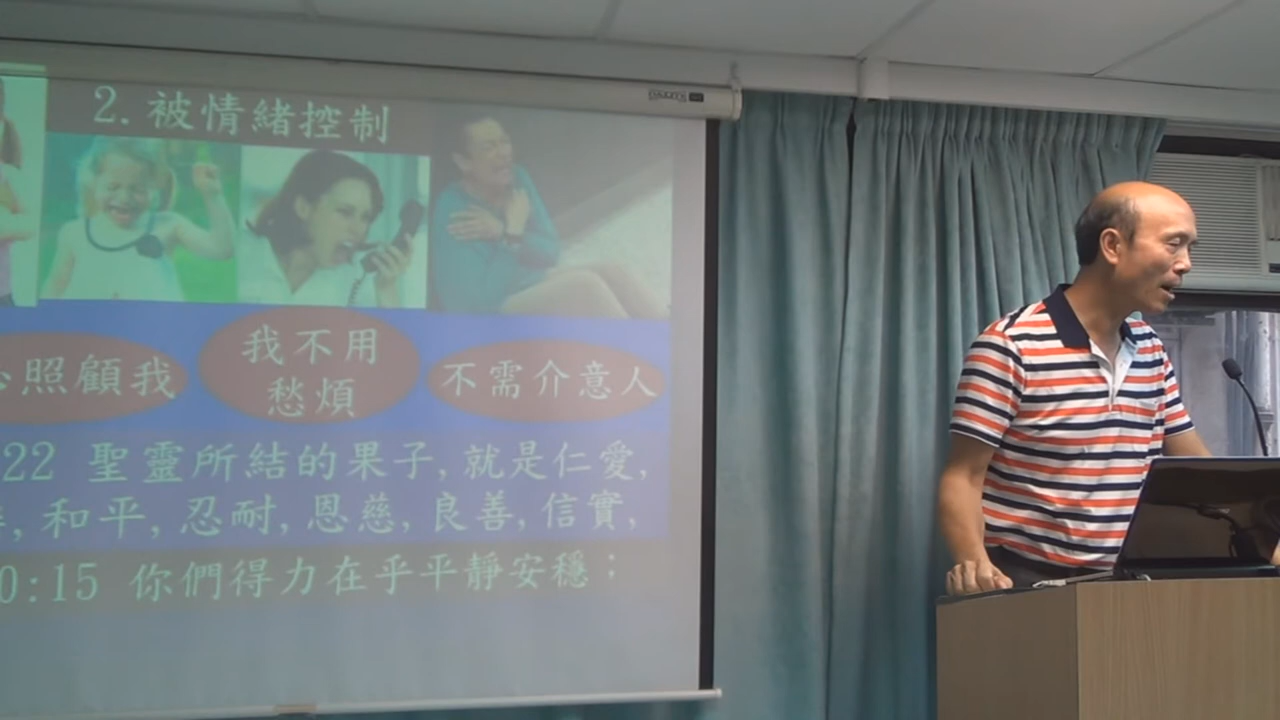 2.被情緒控制
照顧我
我不用
愁煩
不需介意人
22 聖靈所結的果子,就是仁愛,
,和平,忍耐,恩慈,良善,信實,
0:15 你們得力在乎平靜安穩;